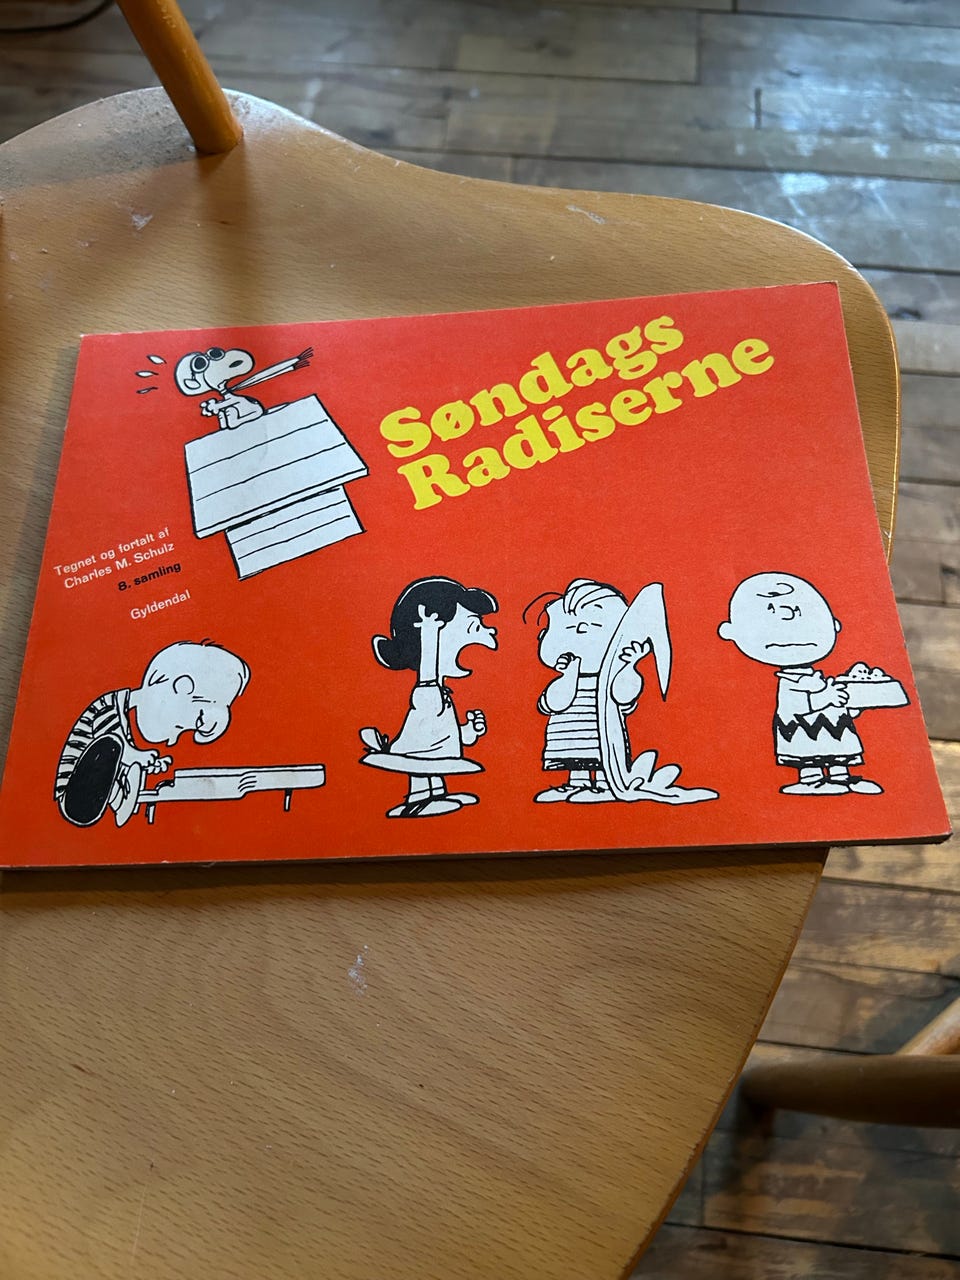 Søndags
Radiserne
Tegnet og fortalt af
Charles M. Schulz
8. samling
Gyldendal